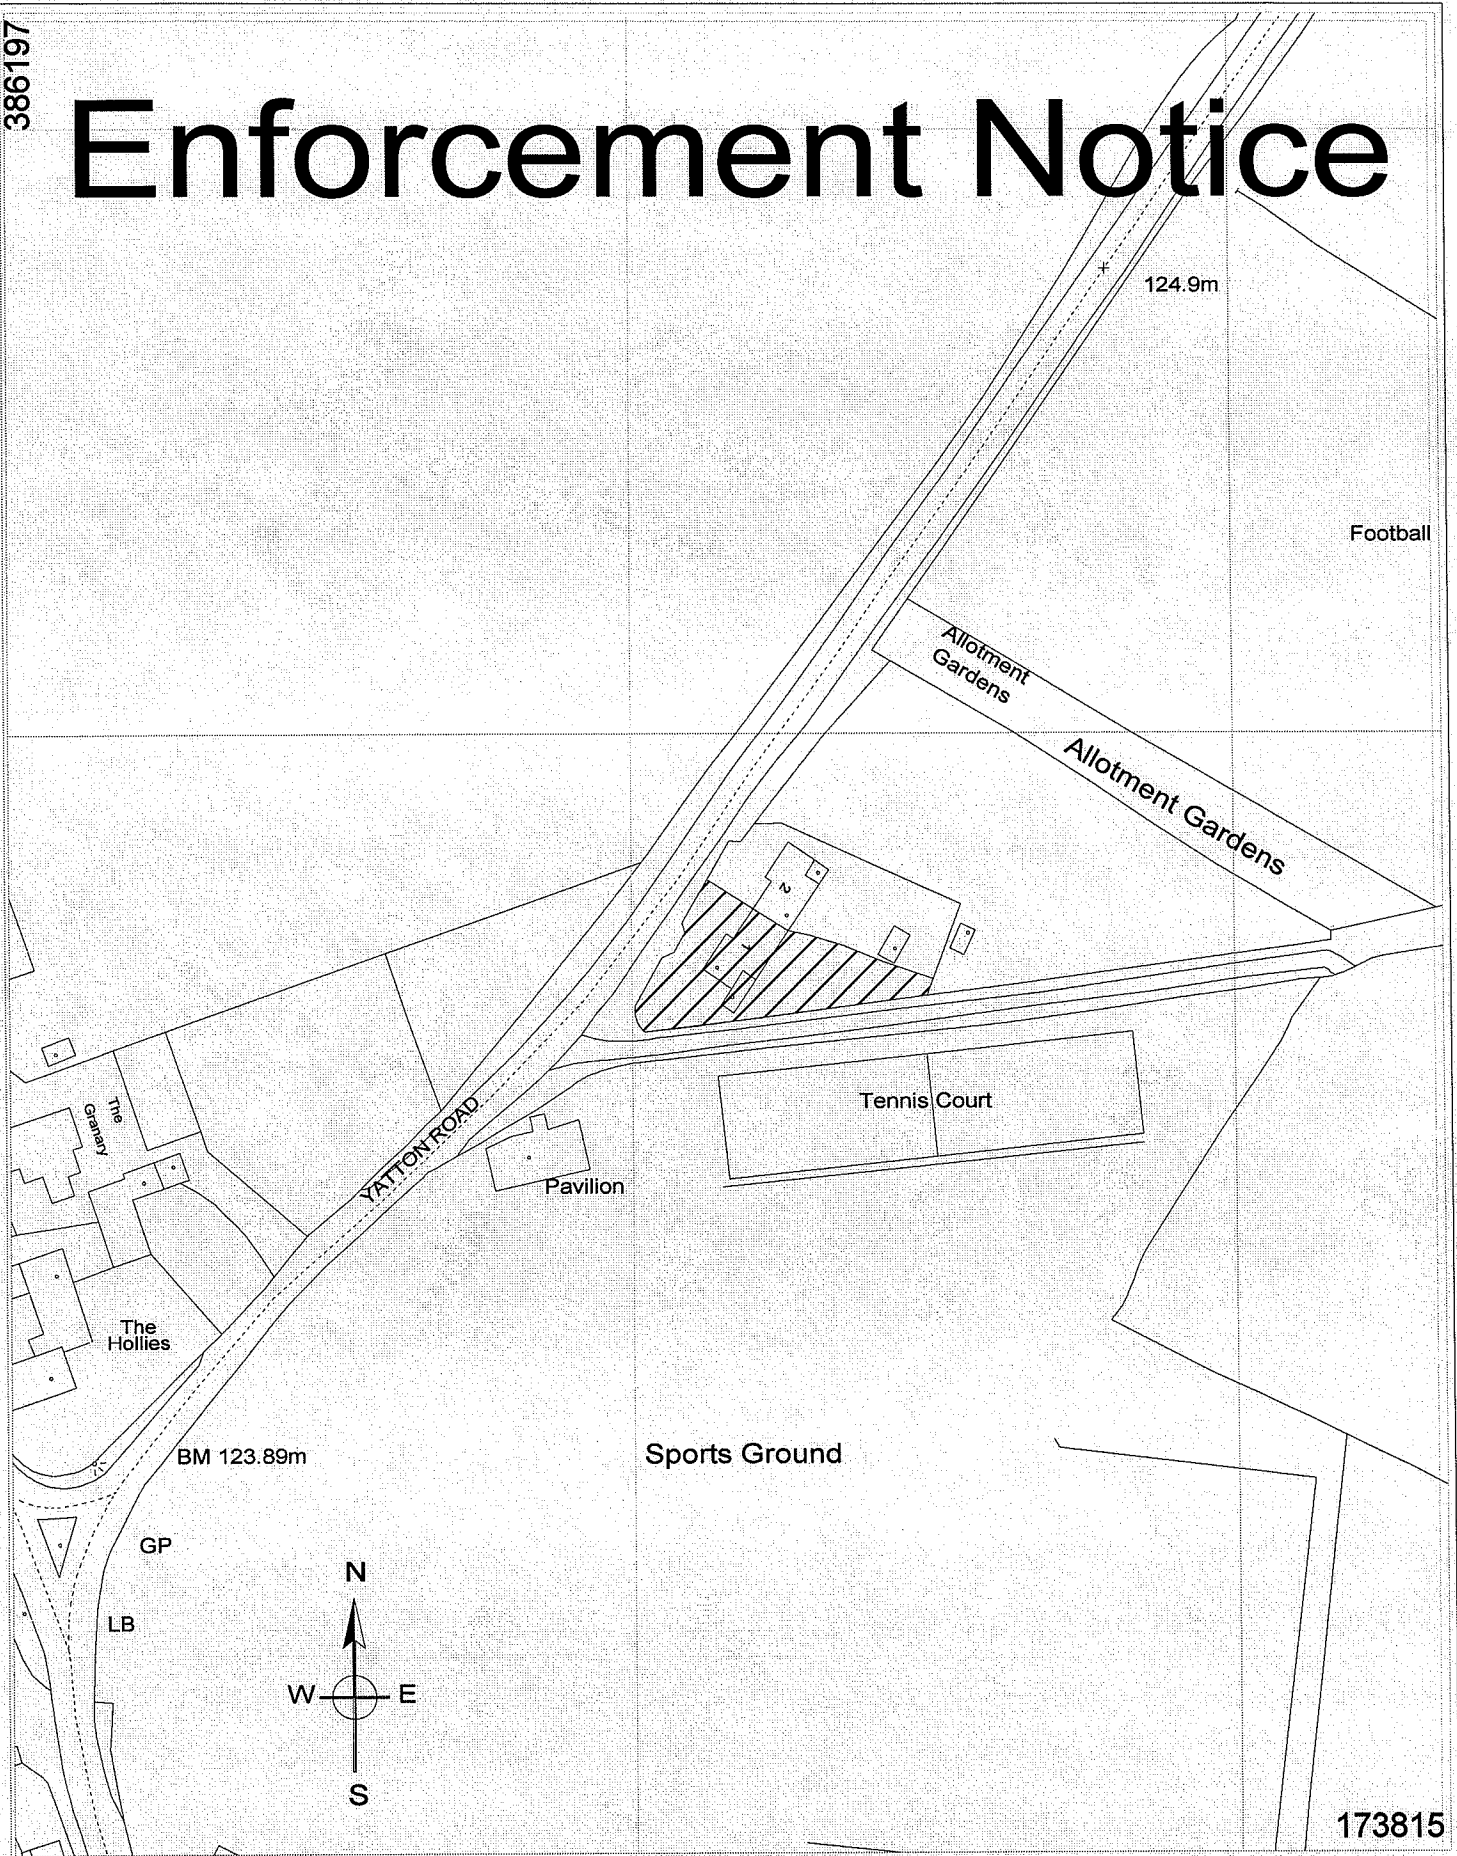 386197
Enforcement Notice
124.9m
Football
Allotment
Gardens
Allotment Gardens
2
1
Tennis Court
YATTON ROAD
Pavilion
The
Granary
The
Hollies
BM 123.89m
Sports Ground
GP
LB
N
W E
S
173815